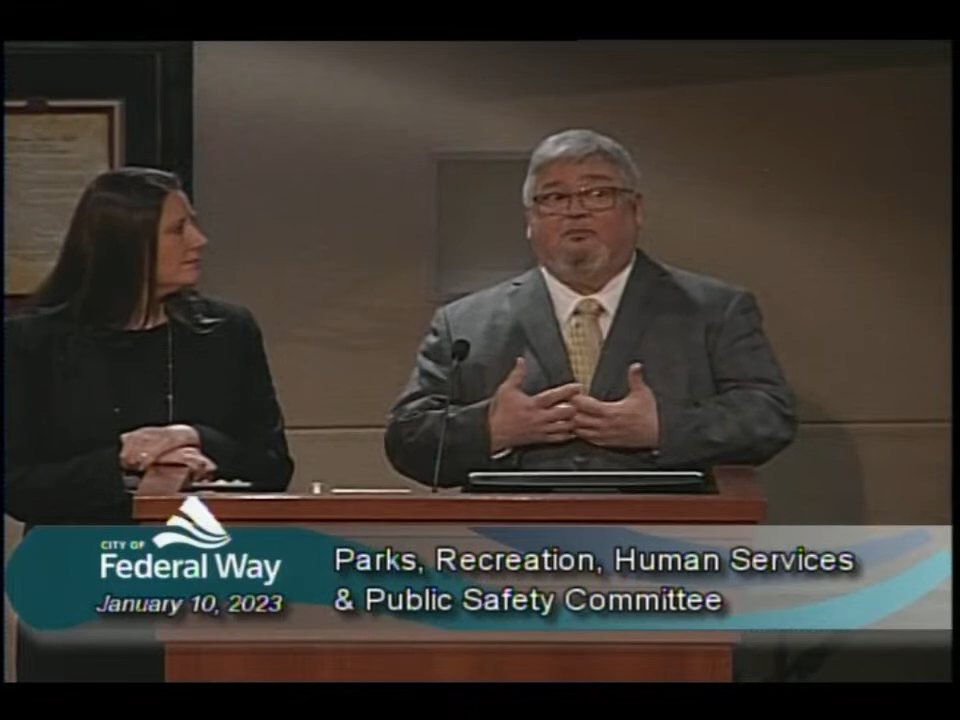 CITY OF
Federal Way
January 10, 2023
Parks, Recreation, Human Services
& Public Safety Committee